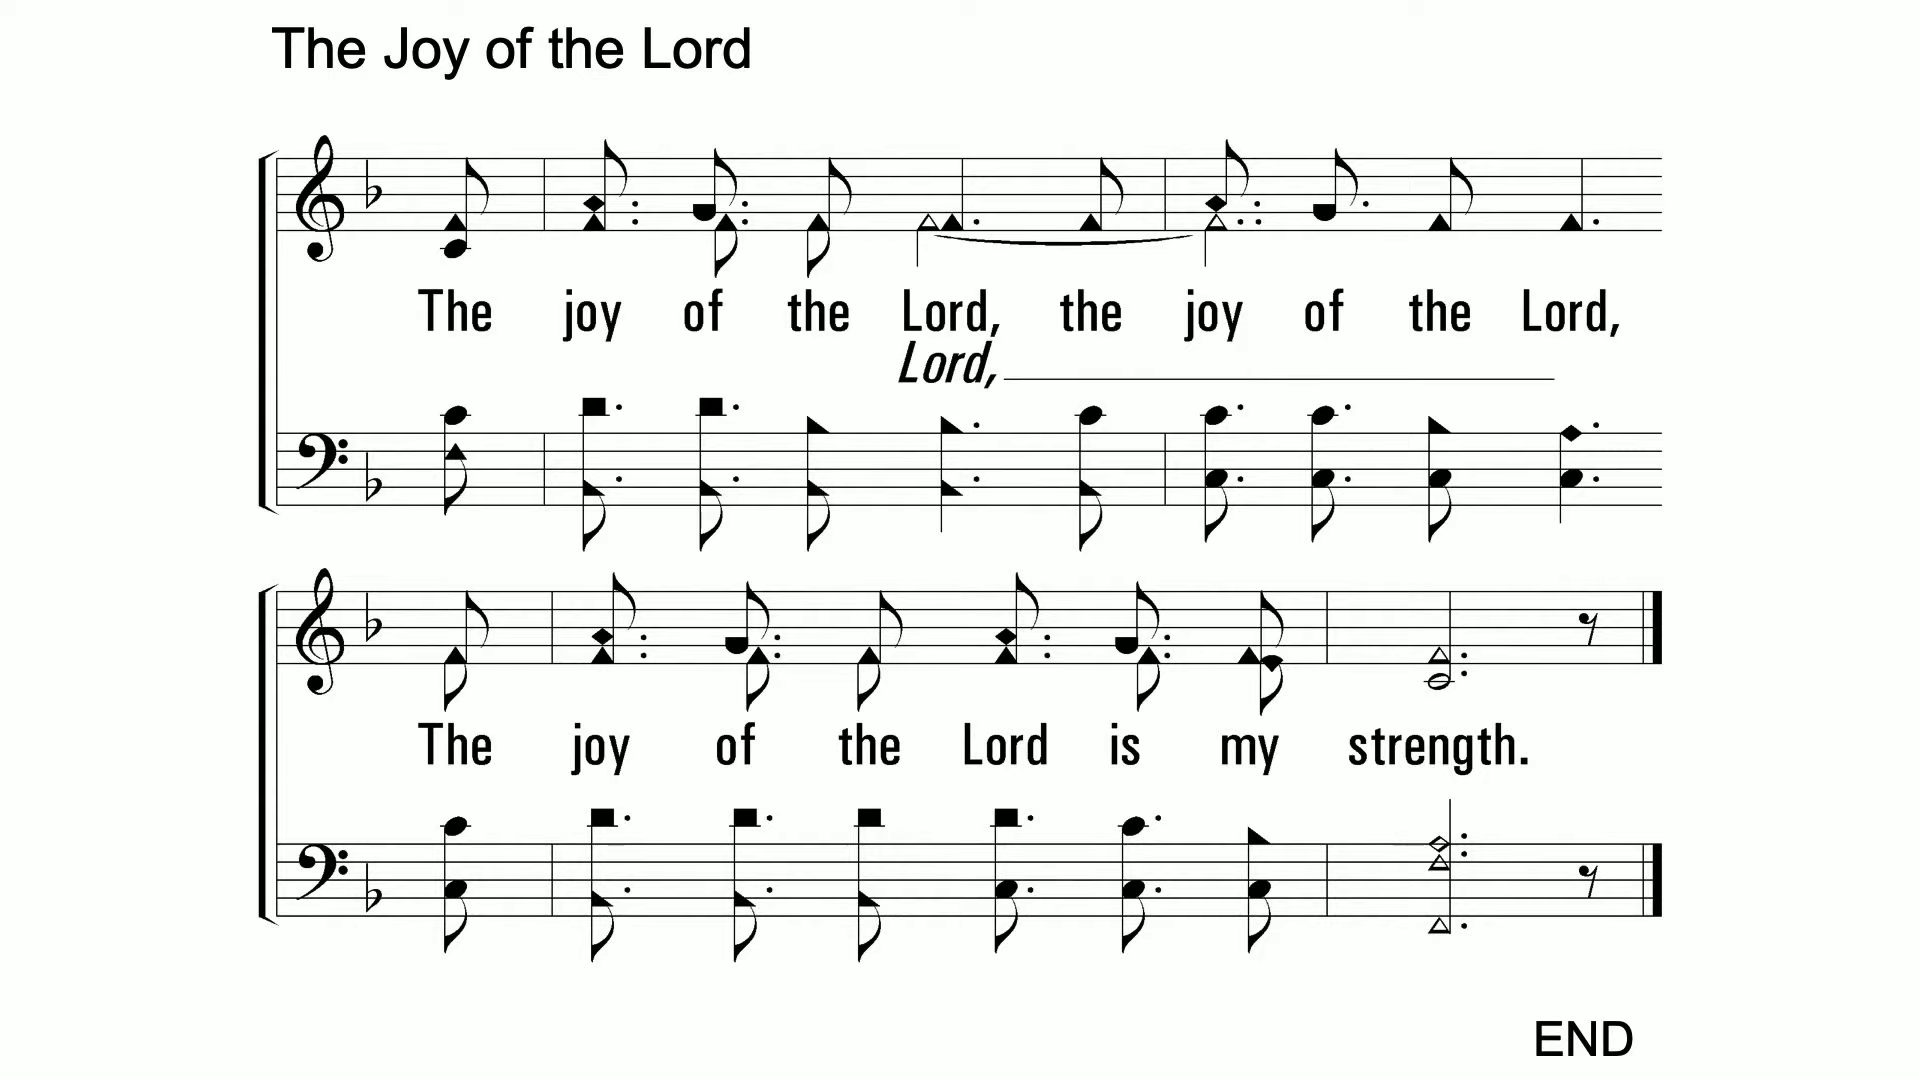 The Joy of the Lord
The joy of the Lord, the joy of the Lord,
Lord,
The joy of the Lord is my strength.
END